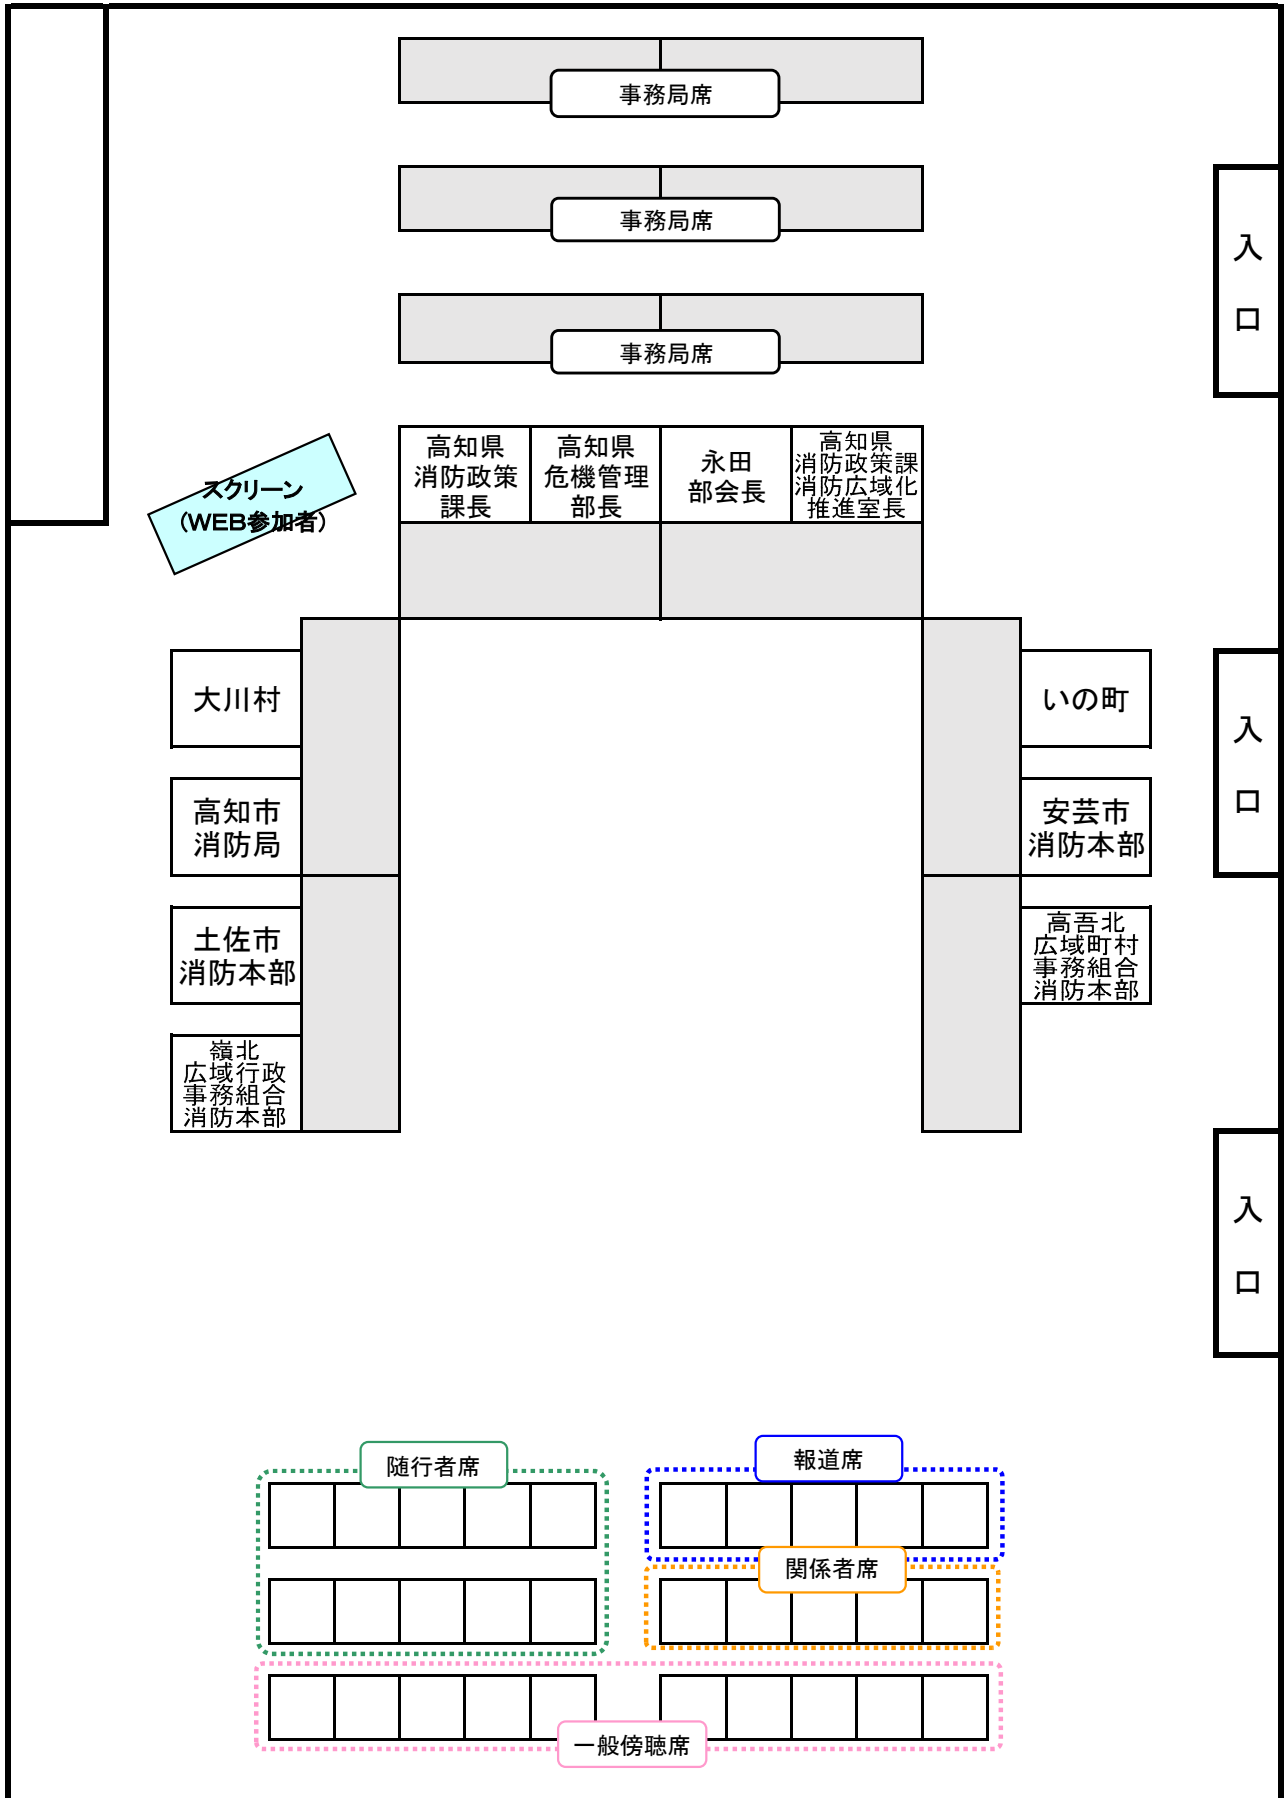 事務局席
事務局席
事務局席
入
口
高知県
消防政策
課長
高知県
危機管理
部長
永田
部会長
高知県
消防政策課
消防広域化
推進室長
スクリーン
（WEB参加者）
大川村
高知市
消防局
土佐市
消防本部
嶺北
広域行政
事務組合
消防本部
いの町
安芸市
消防本部
高吾北
広域町村
事務組合
消防本部
入
口
入
口
随行者席
報道席
関係者席
一般傍聴席